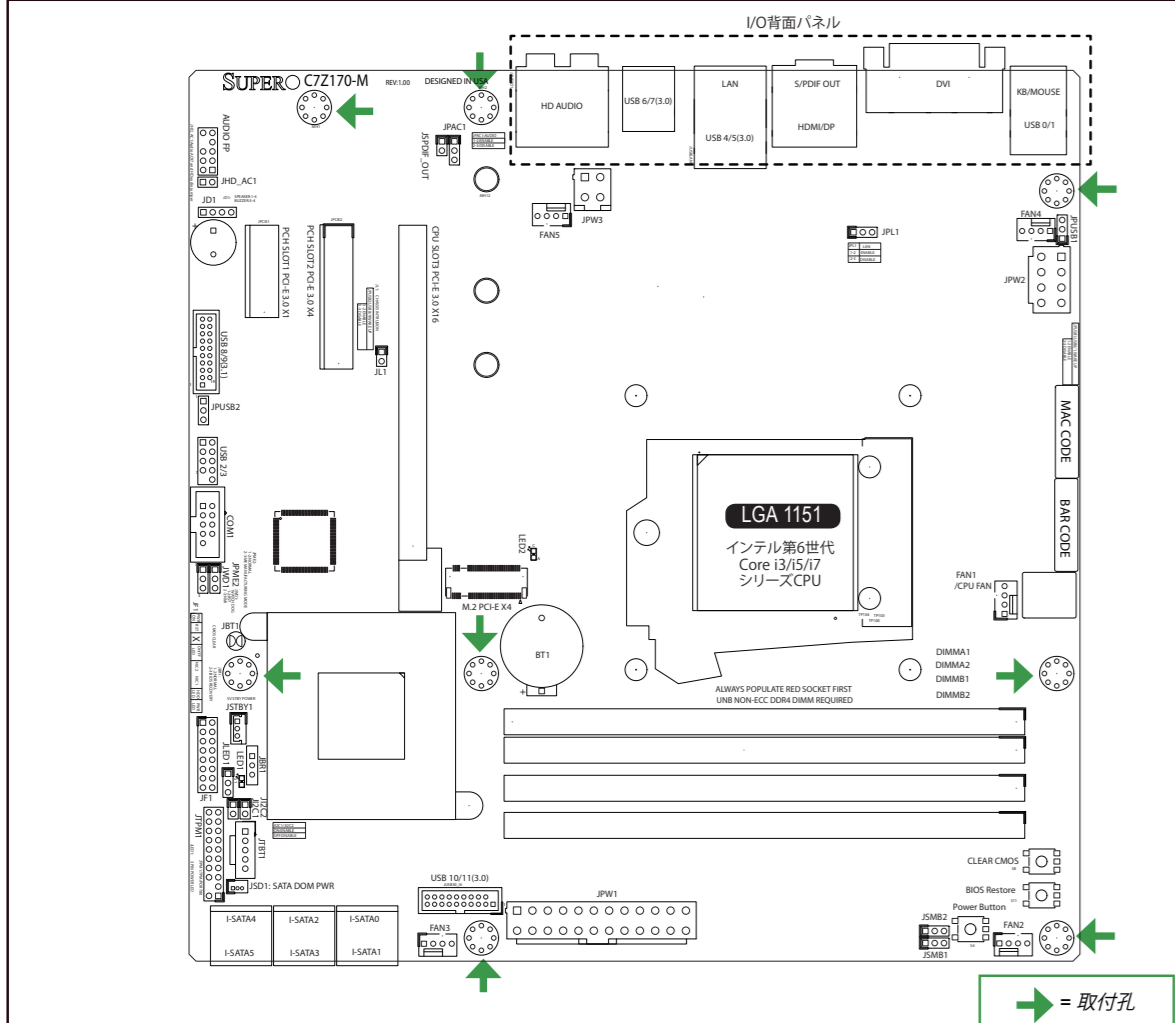 I/O背面パネル
SUPERO C7Z170-M REV:1.00 DESIGNED IN USA
HD AUDIO
USB 6/7(3.0)
LAN
USB 4/5(3.0)
S/PDIF OUT
HDMI/DP
DVI
KB/MOUSE
USB 0/1
AUDIO FP
JHD_AC1
JD1
JSPDIF_OUT
JPAC1
JPW3
FAN5
JPL1
FAN4
JPUSB1
JPW2
PCH SLOT1 PCI-E 3.0 X1
PCH SLOT2 PCI-E 3.0 X4
CPU SLOT3 PCI-E 3.0 X16
JL1
USB 8/9(3.1)
JPUSB2
USB 2/3
COM1
MAC CODE
BAR CODE
LGA 1151
インテル第6世代
Core i3/i5/i7
シリーズCPU
LED2
M.2 PCI-E X4
FAN1
/CPU FAN
JPME2
JWD1
JBT1
BT1
DIMMA1
DIMMA2
DIMMB1
DIMMB2
ALWAYS POPULATE RED SOCKET FIRST
UNB NON-ECC DDR4 DIMM REQUIRED
JSTBY1
JLED1
LED1
JBR1
JF1
JI2C1
JI2C2
JTPM1
JTBT1
JSD1: SATA DOM PWR
USB 10/11(3.0)
JPW1
CLEAR CMOS
BIOS Restore
Power Button
JSMB2
JSMB1
FAN2
FAN3
I-SATA4
I-SATA2
I-SATA0
I-SATA5
I-SATA3
I-SATA1
= 取付孔